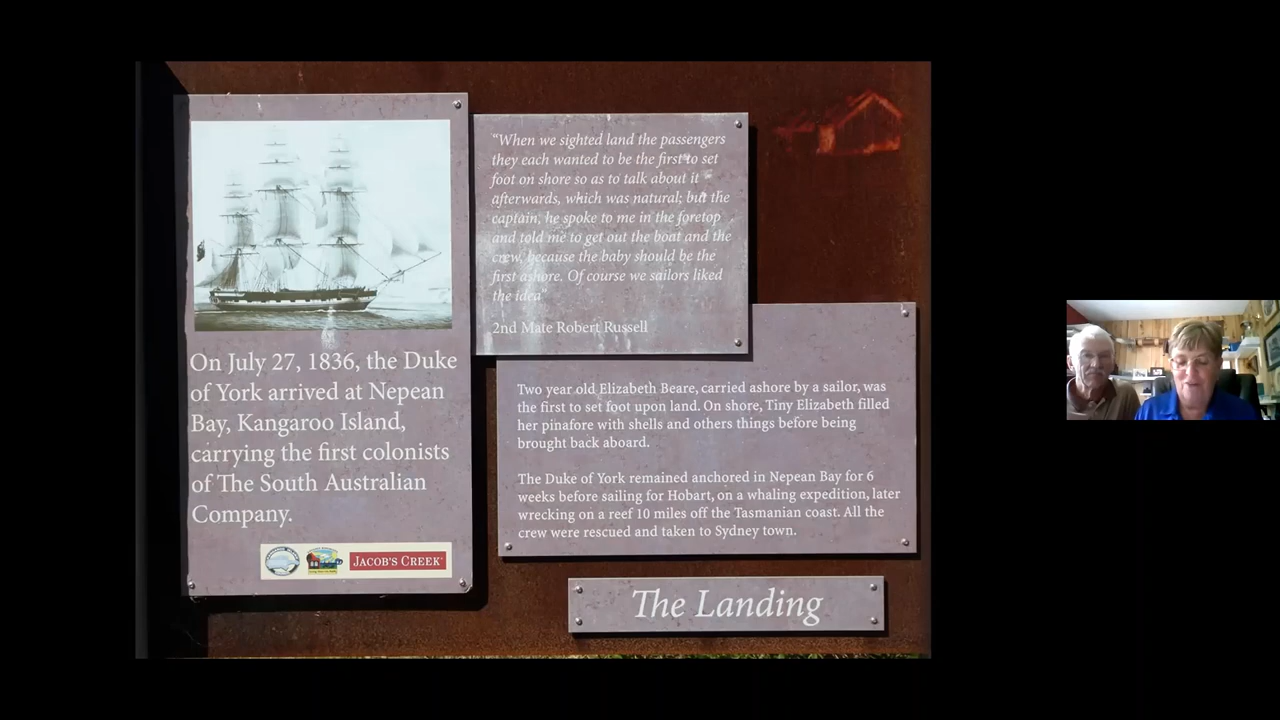 On July 27, 1836, the Duke
of York arrived at Nepean
Bay, Kangaroo Island,
carrying the first colonists
of The South Australian
Company.
JACOB'S CREEK
"When we sighted land the passengers
they each wanted to be the first to set
foot on shore so as to talk about it
afterwards, which was natural; but the
captain, he spoke to me in the foretop
and told me to get out the boat and the
crew, because the baby should be the
first ashore. Of course we sailors liked
the idea"
2nd Mate Robert Russell
Two year old Elizabeth Beare, carried ashore by a sailor, was
the first to set foot upon land. On shore, Tiny Elizabeth filled
her pinafore with shells and others things before being
brought back aboard.
The Duke of York remained anchored in Nepean Bay for 6
weeks before sailing for Hobart, on a whaling expedition, later
wrecking on a reef 10 miles off the Tasmanian coast. All the
crew were rescued and taken to Sydney town.
The Landing